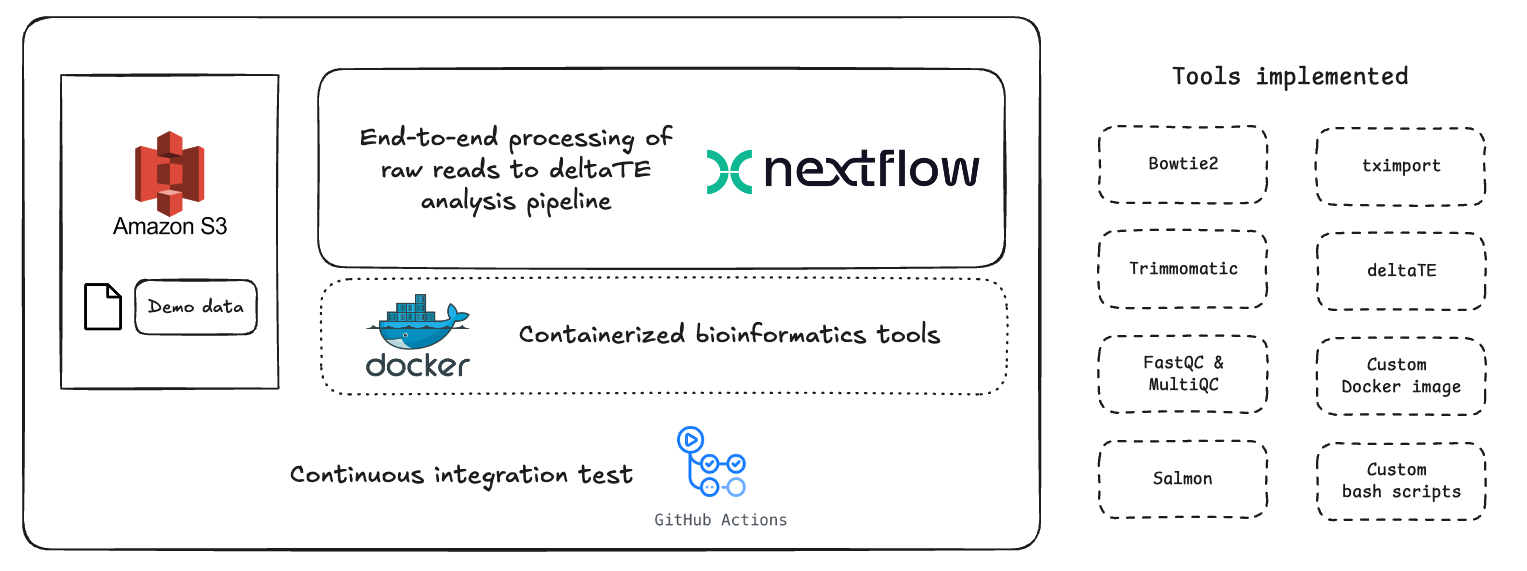 Amazon S3
Demo data
End-to-end processing of
raw reads to deltaTE
analysis pipeline
nextflow
docker
Containerized bioinformatics tools
Continuous integration test
GitHub Actions
Tools implemented
Bowtie2
tximport
Trimmomatic
deltaTE
FastQC &
MultiQC
Custom
Docker image
Salmon
Custom
bash scripts